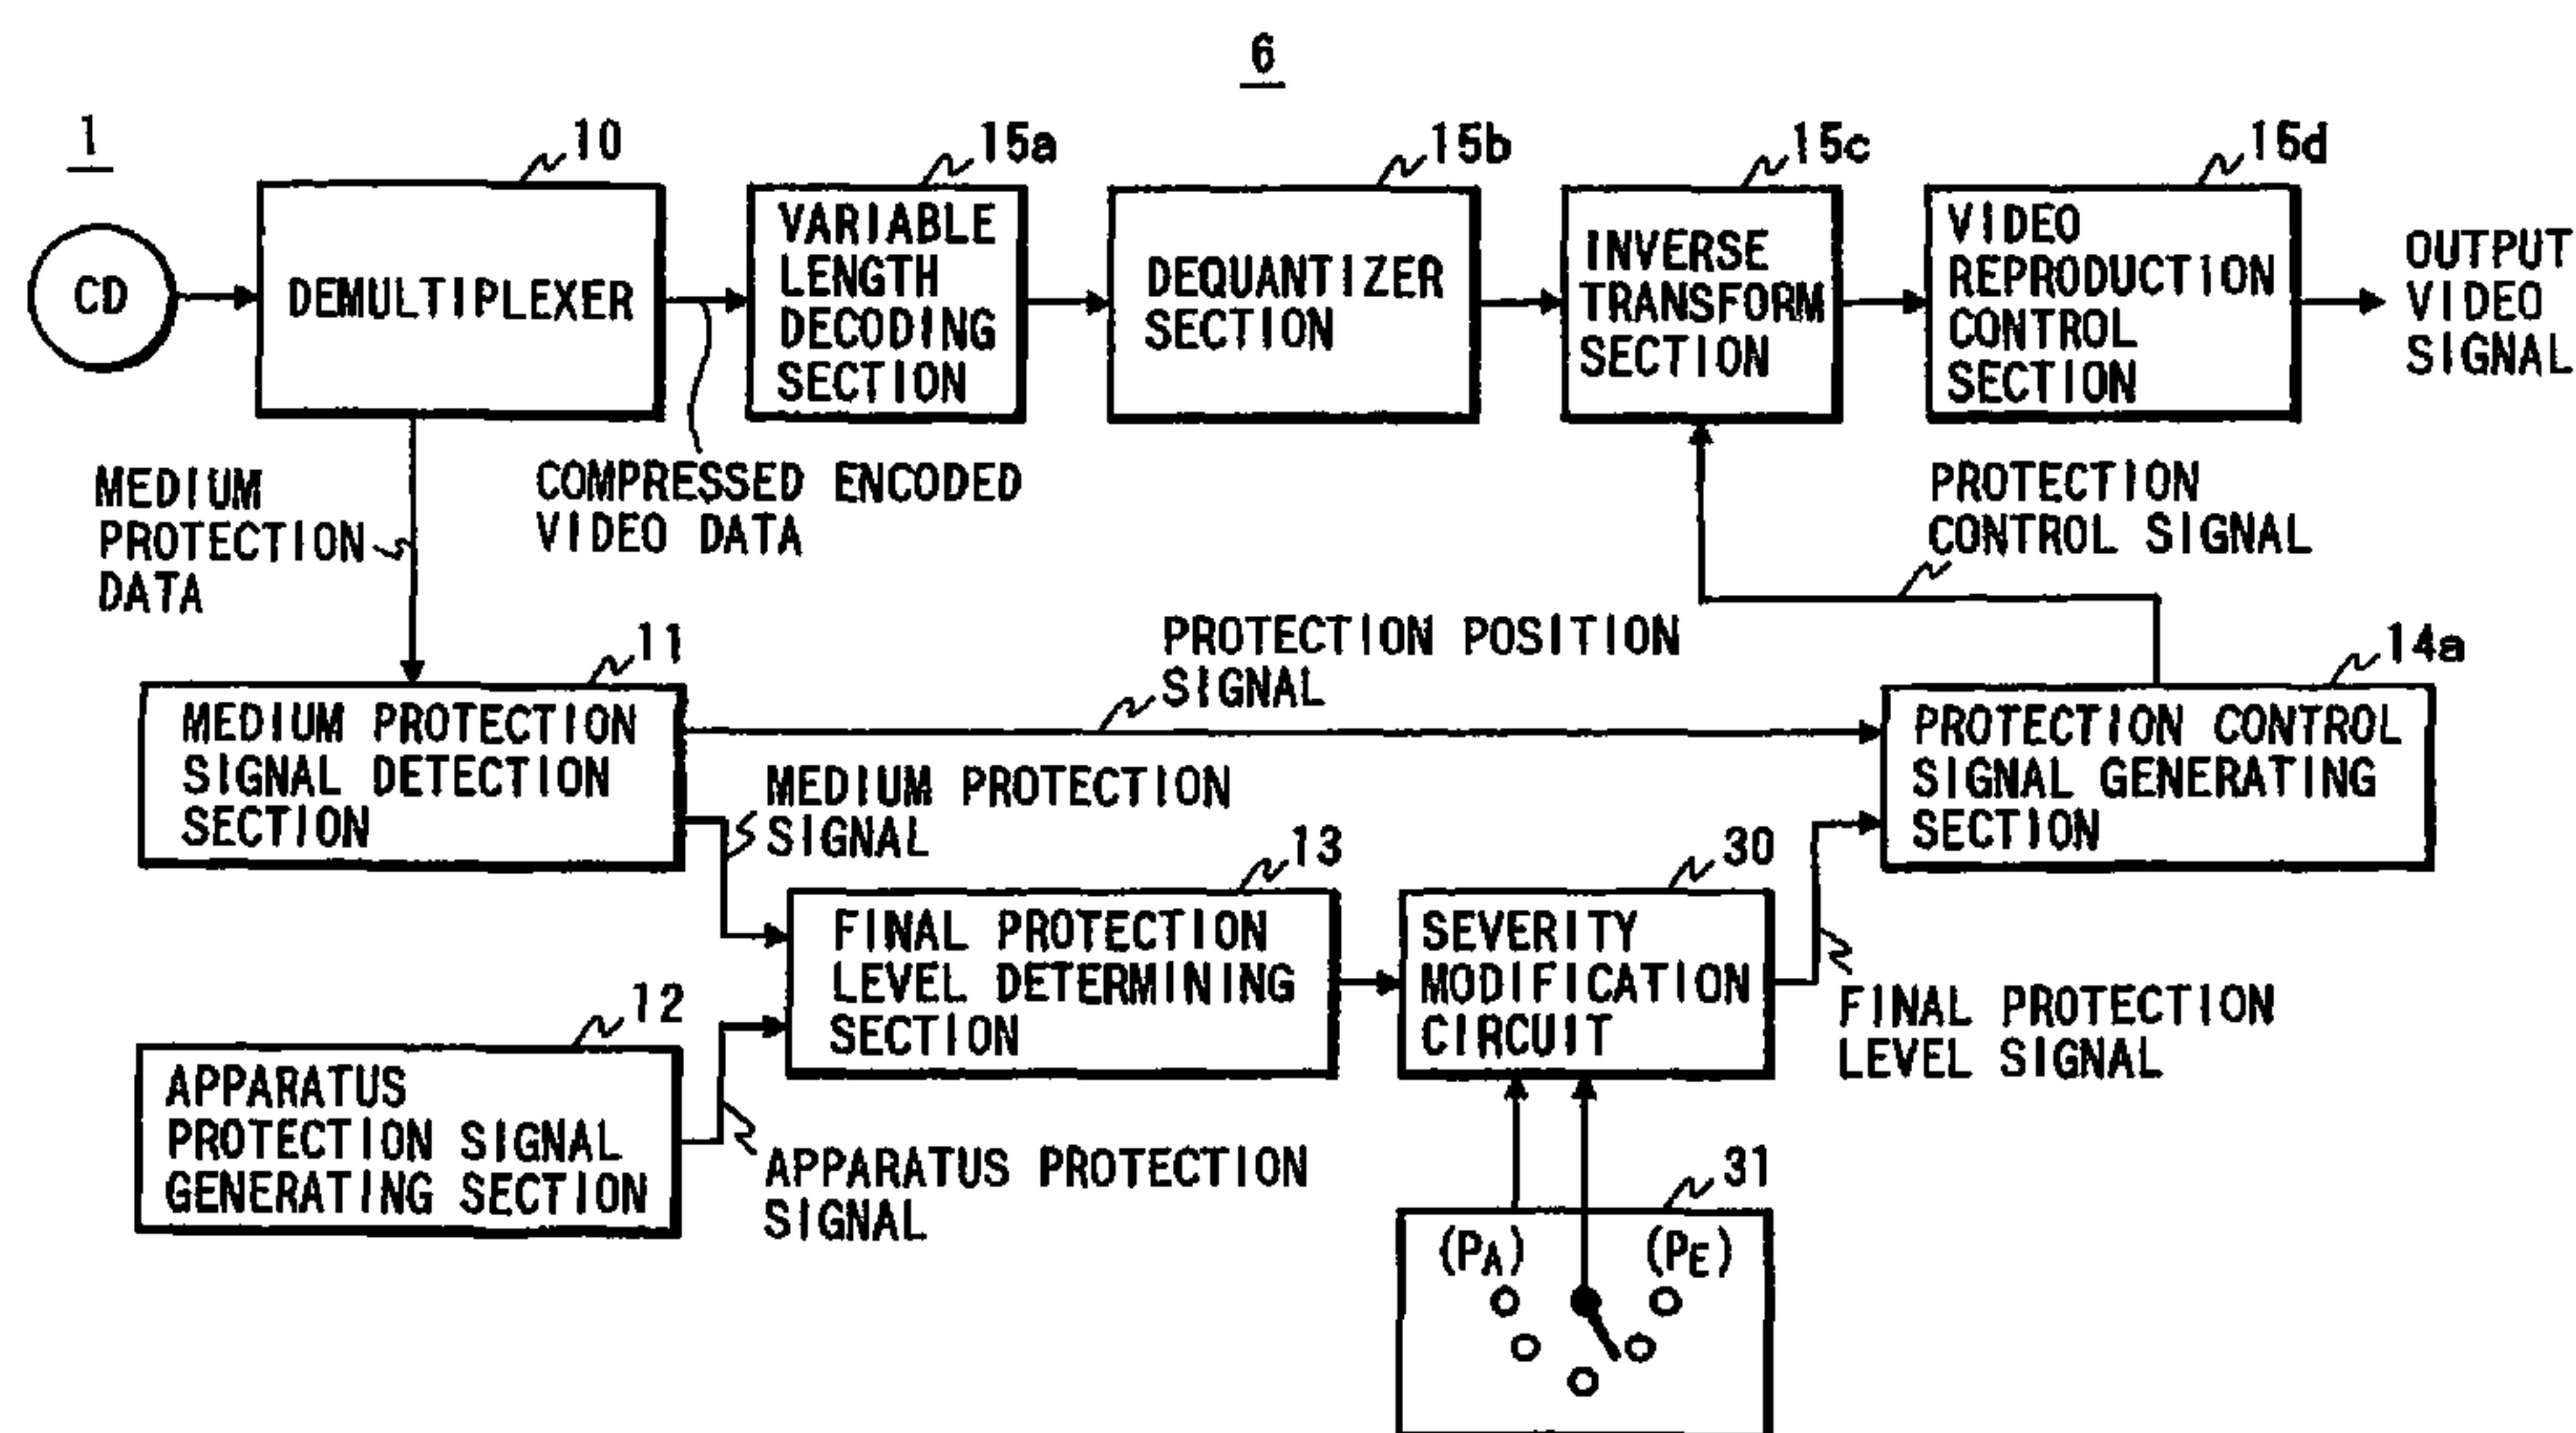 6
1
CD
10
DEMULTIPLEXER
15a
VARIABLE
LENGTH
DECODING
SECTION
15b
DEQUANTIZER
SECTION
15c
INVERSE
TRANSFORM
SECTION
15d
VIDEO
REPRODUCTION
CONTROL
SECTION
OUTPUT
VIDEO
SIGNAL
MEDIUM
PROTECTION
DATA
COMPRESSED ENCODED
VIDEO DATA
PROTECTION
CONTROL SIGNAL
11
MEDIUM PROTECTION
SIGNAL DETECTION
SECTION
PROTECTION POSITION
SIGNAL
14a
PROTECTION CONTROL
SIGNAL GENERATING
SECTION
MEDIUM PROTECTION
SIGNAL
13
FINAL PROTECTION
LEVEL DETERMINING
SECTION
30
SEVERITY
MODIFICATION
CIRCUIT
FINAL PROTECTION
LEVEL SIGNAL
12
APPARATUS
PROTECTION SIGNAL
GENERATING SECTION
APPARATUS PROTECTION
SIGNAL
31
(PA) (PE)